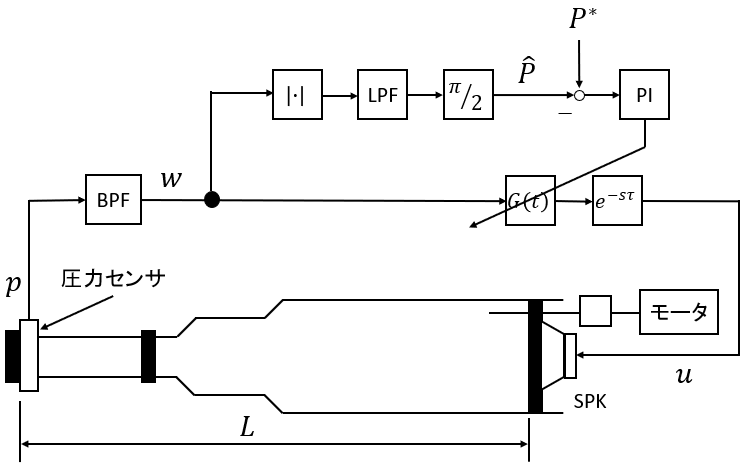 P*
|·|
LPF
π/2
P̂
−
PI
BPF
w
G(t)
e^{-sτ}
p
圧力センサ
モータ
u
SPK
L